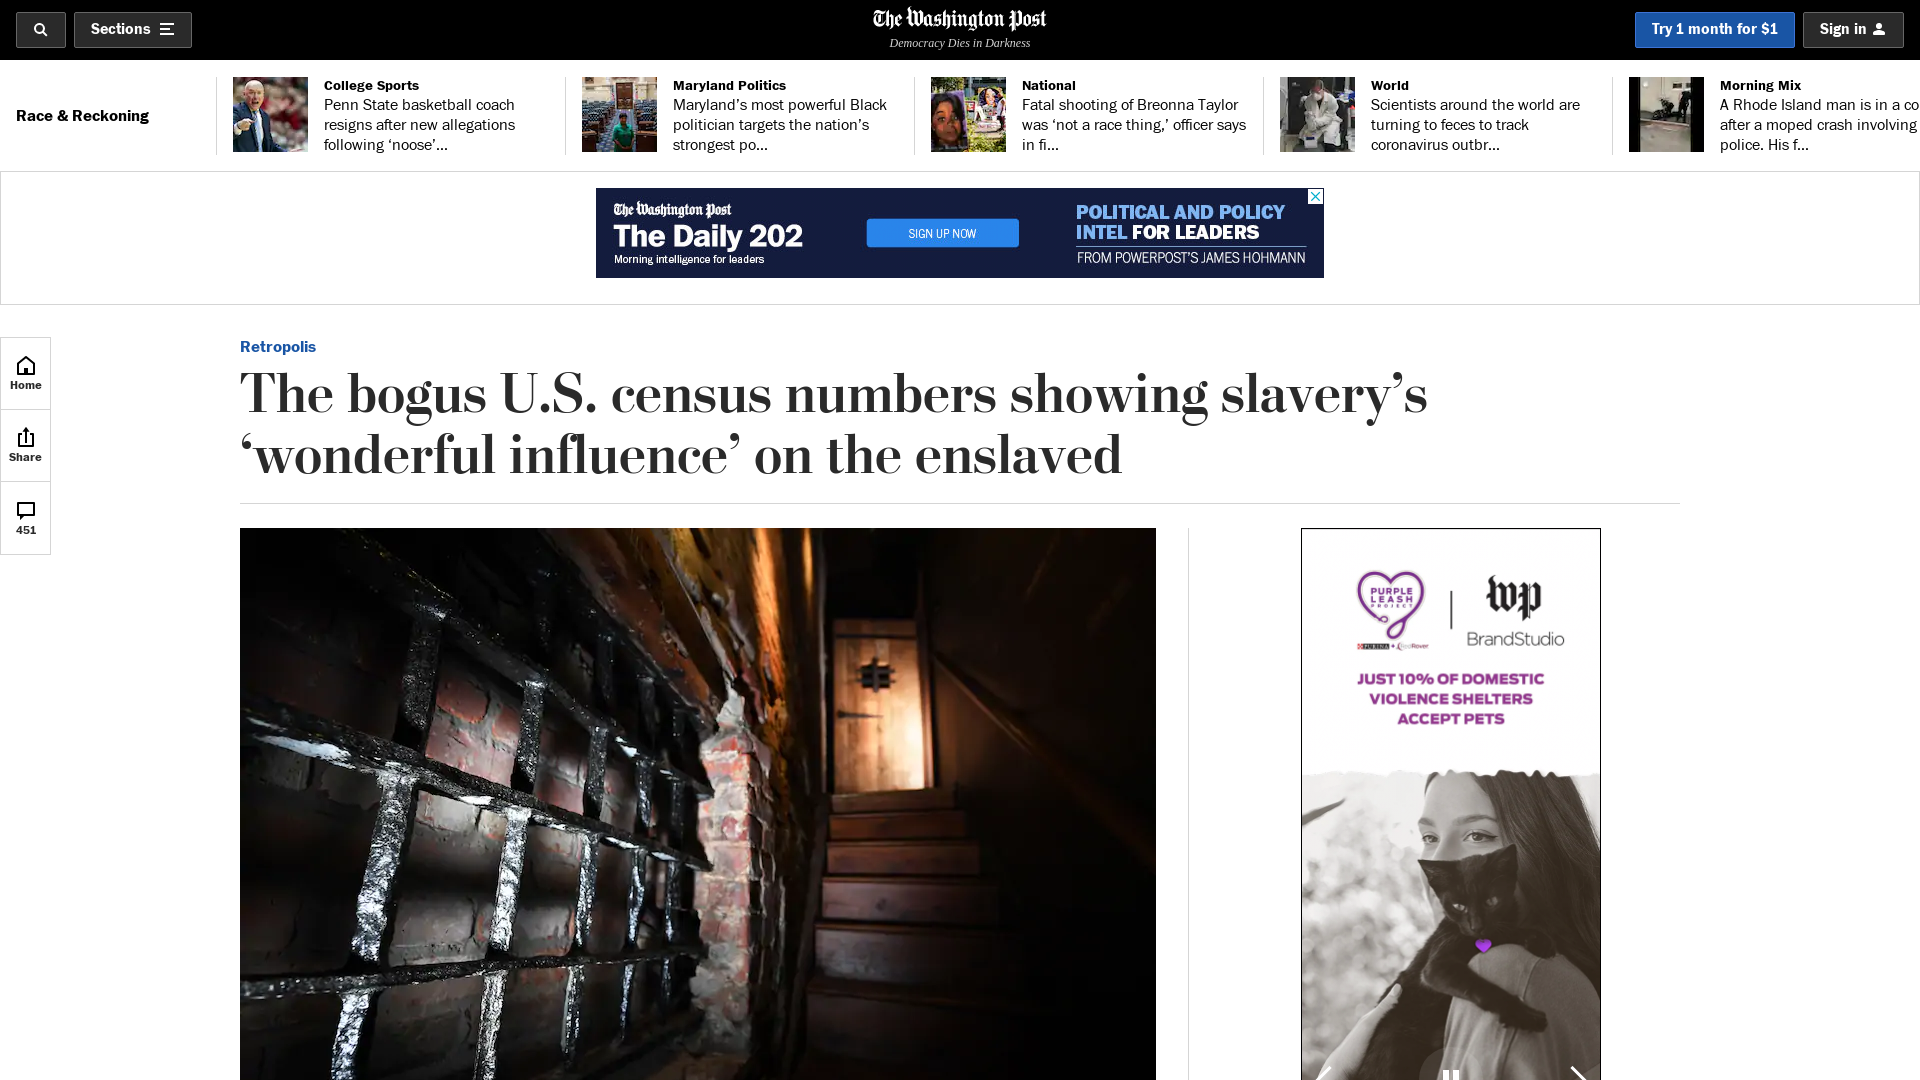 Sections
The Washington Post
Democracy Dies in Darkness
Try 1 month for $1
Sign in
Race & Reckoning
College Sports
Penn State basketball coach
resigns after new allegations
following ‘noose’...
Maryland Politics
Maryland’s most powerful Black
politician targets the nation’s
strongest po...
National
Fatal shooting of Breonna Taylor
was ‘not a race thing,’ officer says
in fi...
World
Scientists around the world are
turning to feces to track
coronavirus outbr...
Morning Mix
A Rhode Island man is in a co
after a moped crash involving
police. His f...
The Washington Post
The Daily 202
Morning intelligence for leaders
SIGN UP NOW
POLITICAL AND POLICY
INTEL FOR LEADERS
FROM POWERPOST’S JAMES HOHMANN
Home
Share
451
Retropolis
The bogus U.S. census numbers showing slavery’s
‘wonderful influence’ on the enslaved
PURPLE
LEASH
PROJECT
PURINA + RedRover
wp
BrandStudio
JUST 10% OF DOMESTIC
VIOLENCE SHELTERS
ACCEPT PETS